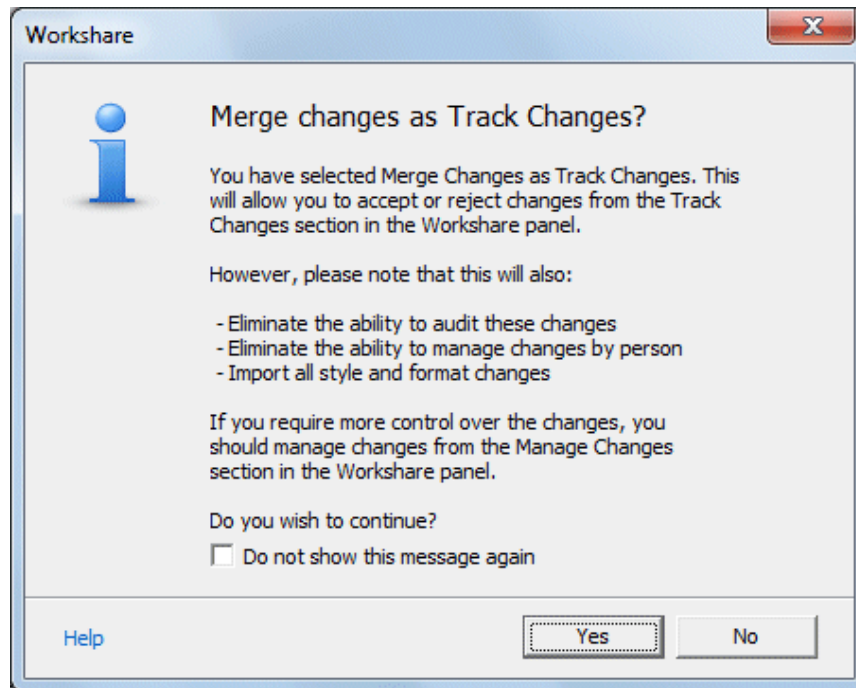 Workshare
Merge changes as Track Changes?
You have selected Merge Changes as Track Changes. This
will allow you to accept or reject changes from the Track
Changes section in the Workshare panel.
However, please note that this will also:
- Eliminate the ability to audit these changes
- Eliminate the ability to manage changes by person
- Import all style and format changes
If you require more control over the changes, you
should manage changes from the Manage Changes
section in the Workshare panel.
Do you wish to continue?
Do not show this message again
Help
Yes
No